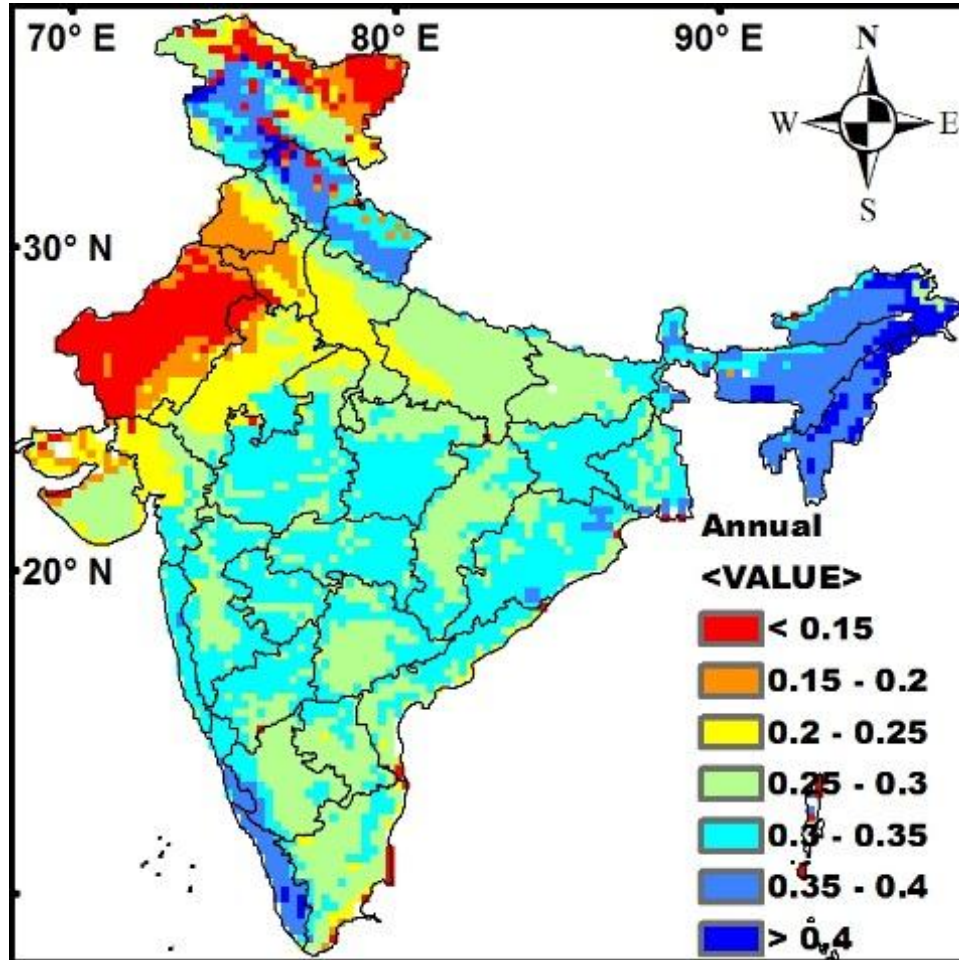 70° E 80° E 90° E
N
W E
S
30° N
20° N
Annual
<VALUE>
< 0.15
0.15 - 0.2
0.2 - 0.25
0.25 - 0.3
0.3 - 0.35
0.35 - 0.4
> 0.4